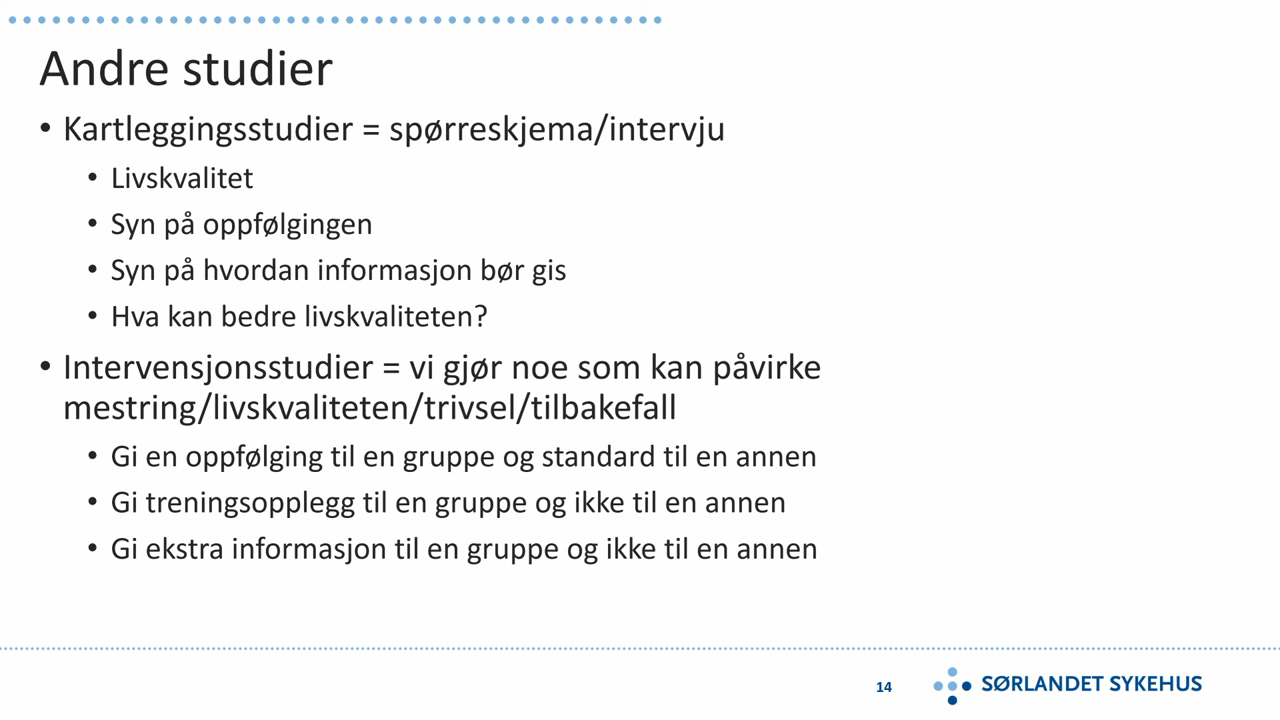 Andre studier
• Kartleggingsstudier = spørreskjema/intervju
• Livskvalitet
• Syn på oppfølgingen
• Syn på hvordan informasjon bør gis
• Hva kan bedre livskvaliteten?
• Intervensjonsstudier = vi gjør noe som kan påvirke
mestring/livskvaliteten/trivsel/tilbakefall
• Gi en oppfølging til en gruppe og standard til en annen
• Gi treningsopplegg til en gruppe og ikke til en annen
• Gi ekstra informasjon til en gruppe og ikke til en annen
14
SØRLANDET SYKEHUS